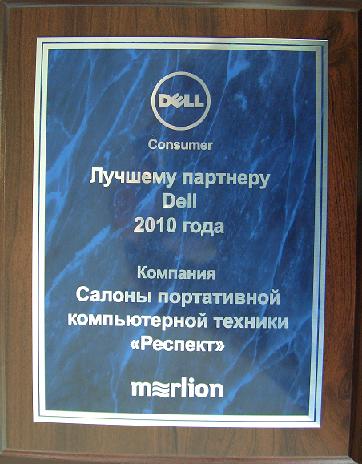 DELL
Consumer
Лучшему партнеру
Dell
2010 года
Компания
Салоны портативной
компьютерной техники
«Респект»
merlion